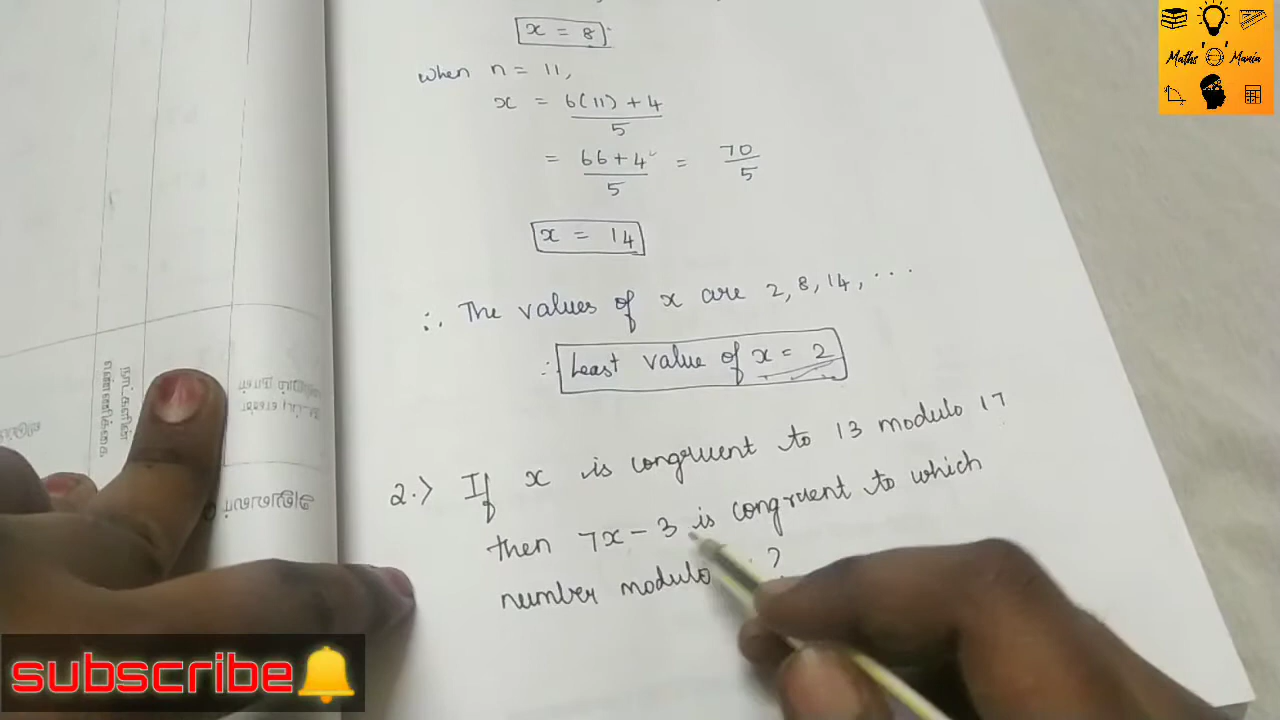 x = 8
when n = 11,
x = 6(11) + 4
5
= 66 + 4 = 70
5 5
x = 14
∴ The values of x are 2, 8, 14, ...
∴ Least value of x = 2
2.) If x is congruent to 13 modulo 17
then 7x - 3 is congruent to which
number modulo ?
நாட்களின்
எண்ணிக்கை
Maths Mania
subscribe